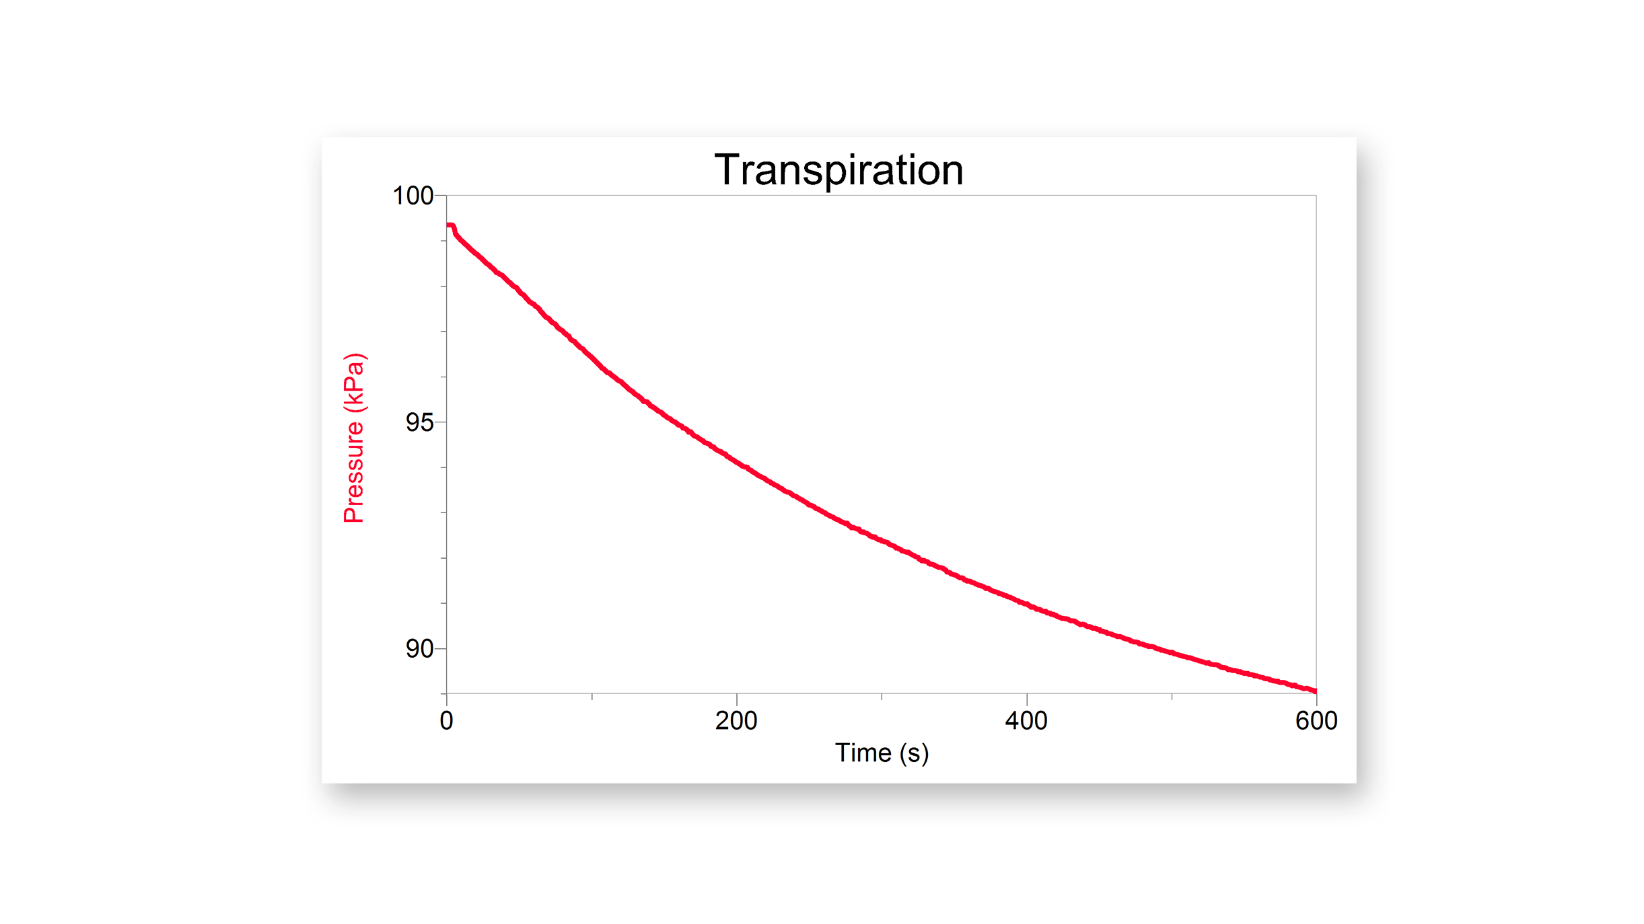 Transpiration
100
95
90
Pressure (kPa)
0 200 400 600
Time (s)